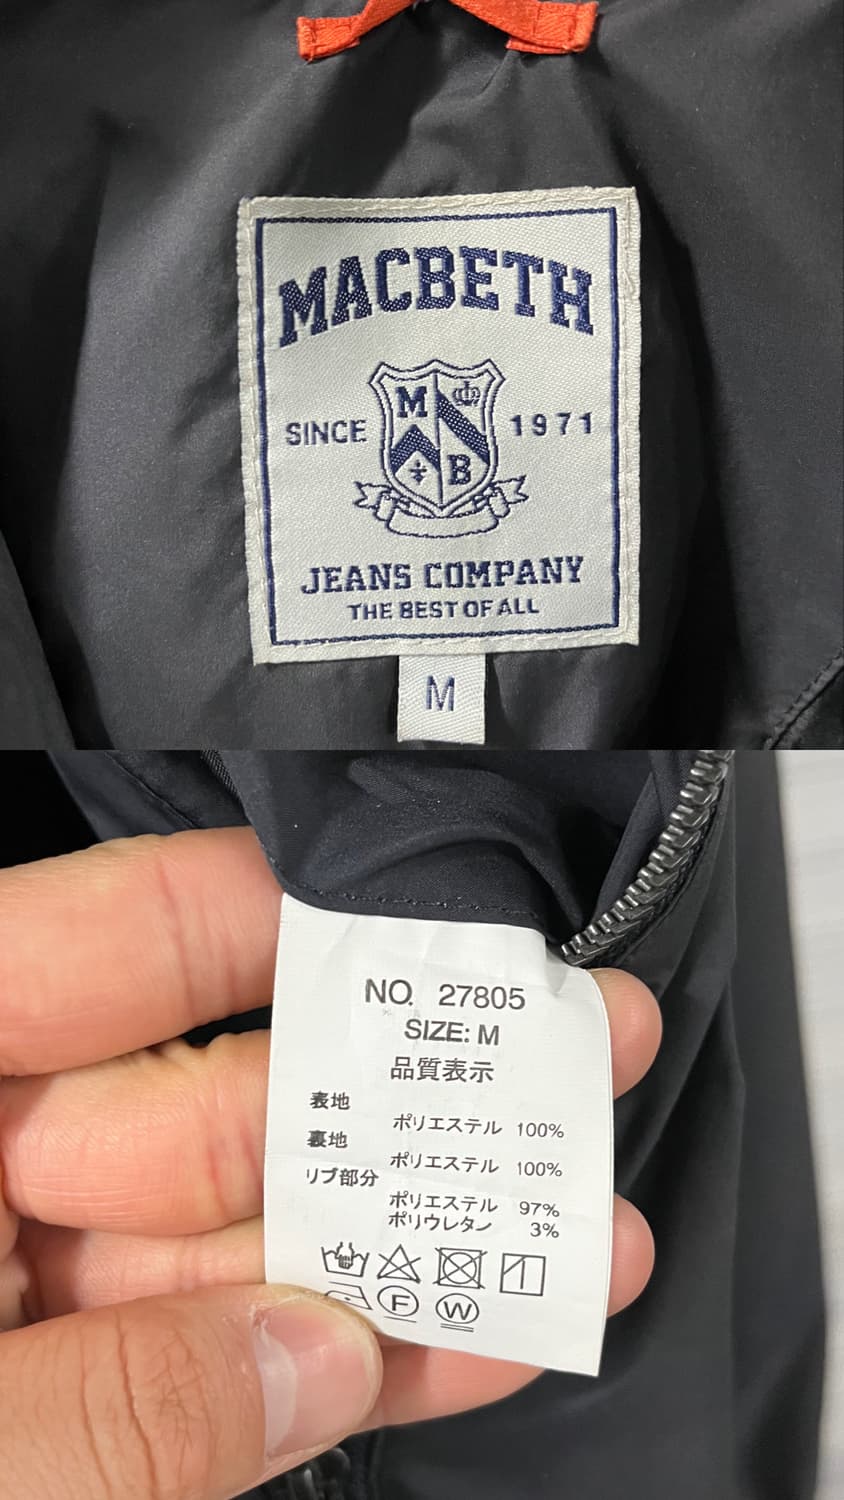 MACBETH
M
B
SINCE 1971
JEANS COMPANY
THE BEST OF ALL
M
NO. 27805
SIZE: M
品質表示
表地
ポリエステル 100%
裏地
ポリエステル 100%
リブ部分
ポリエステル 97%
ポリウレタン 3%
F W